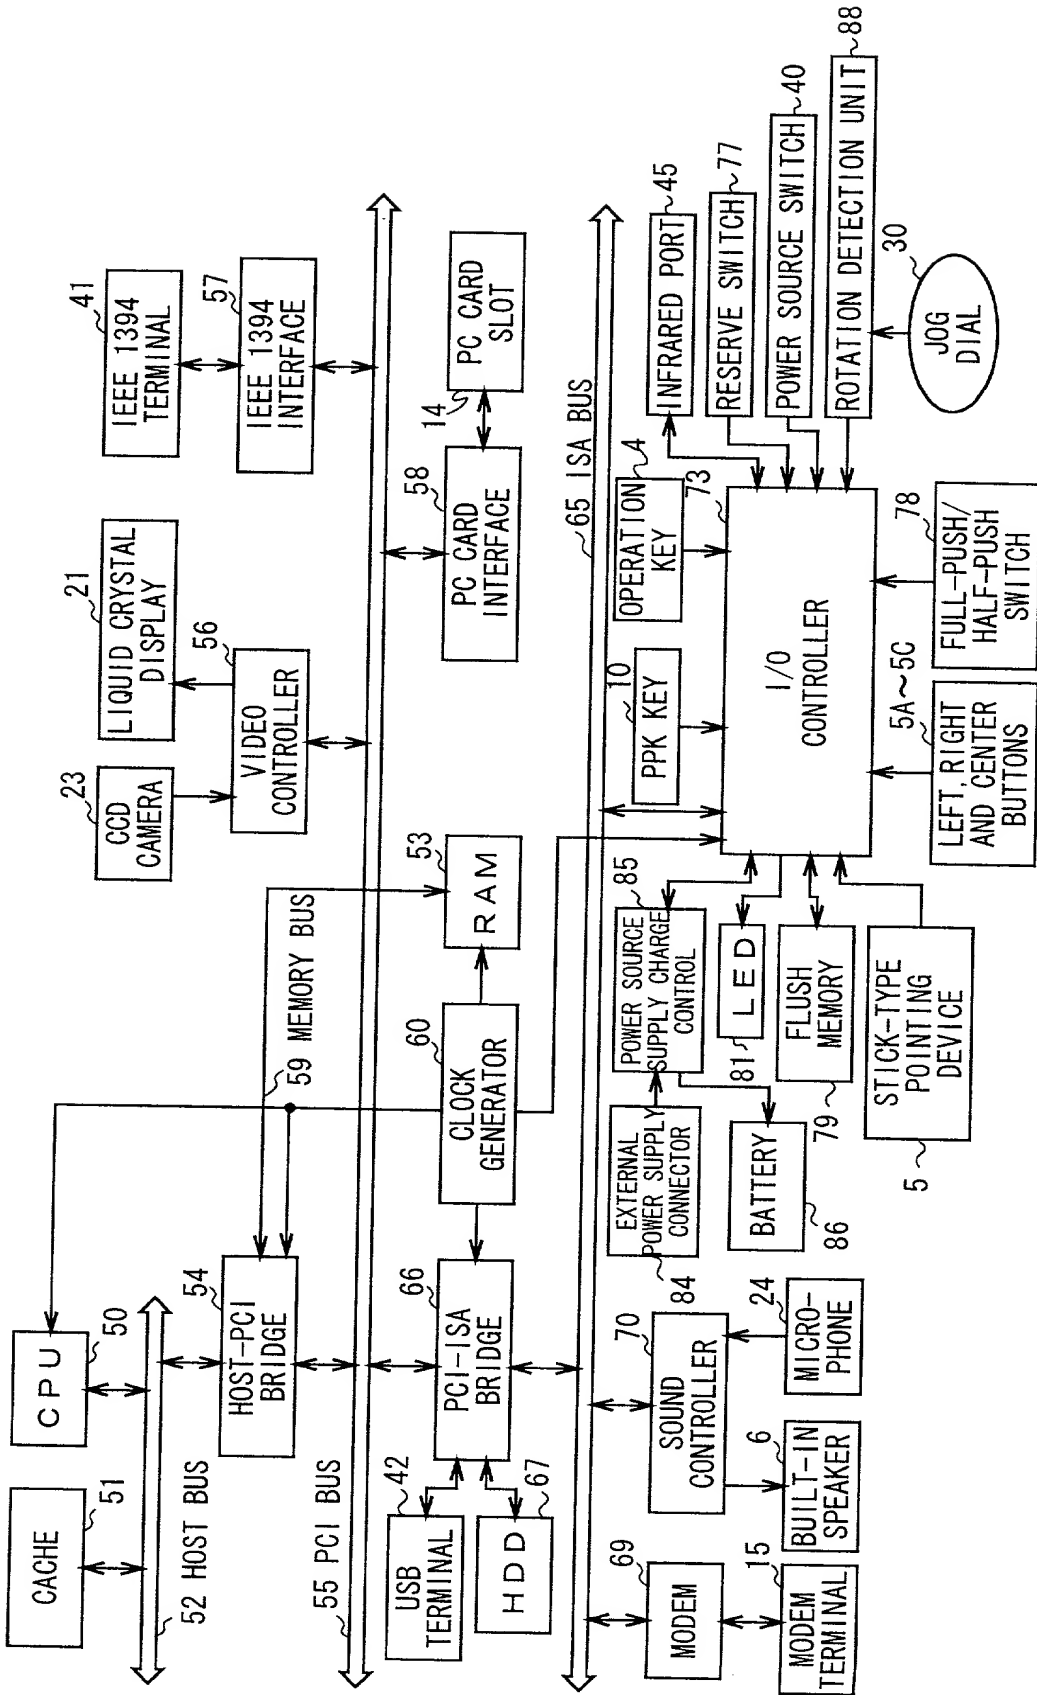 CACHE
51
CPU
50
52 HOST BUS
HOST-PCI
BRIDGE
54
59 MEMORY BUS
55 PCI BUS
CCD
CAMERA
23
LIQUID CRYSTAL
DISPLAY
21
VIDEO
CONTROLLER
56
IEEE 1394
TERMINAL
41
IEEE 1394
INTERFACE
57
USB
TERMINAL
42
HDD
67
PCI-ISA
BRIDGE
66
CLOCK
GENERATOR
60
RAM
53
PC CARD
INTERFACE
58
PC CARD
SLOT
14
65 ISA BUS
MODEM
69
MODEM
TERMINAL
15
SOUND
CONTROLLER
70
BUILT-IN
SPEAKER
6
MICRO-
PHONE
24
EXTERNAL
POWER SUPPLY
CONNECTOR
84
POWER SOURCE
SUPPLY CHARGE
CONTROL
85
BATTERY
86
LED
81
FLUSH
MEMORY
79
STICK-TYPE
POINTING
DEVICE
5
PPK KEY
10
OPERATION
KEY
4
I/O
CONTROLLER
73
LEFT, RIGHT
AND CENTER
BUTTONS
5A~5C
FULL-PUSH/
HALF-PUSH
SWITCH
78
INFRARED PORT
45
RESERVE SWITCH
77
POWER SOURCE SWITCH
40
ROTATION DETECTION UNIT
88
JOG
DIAL
30